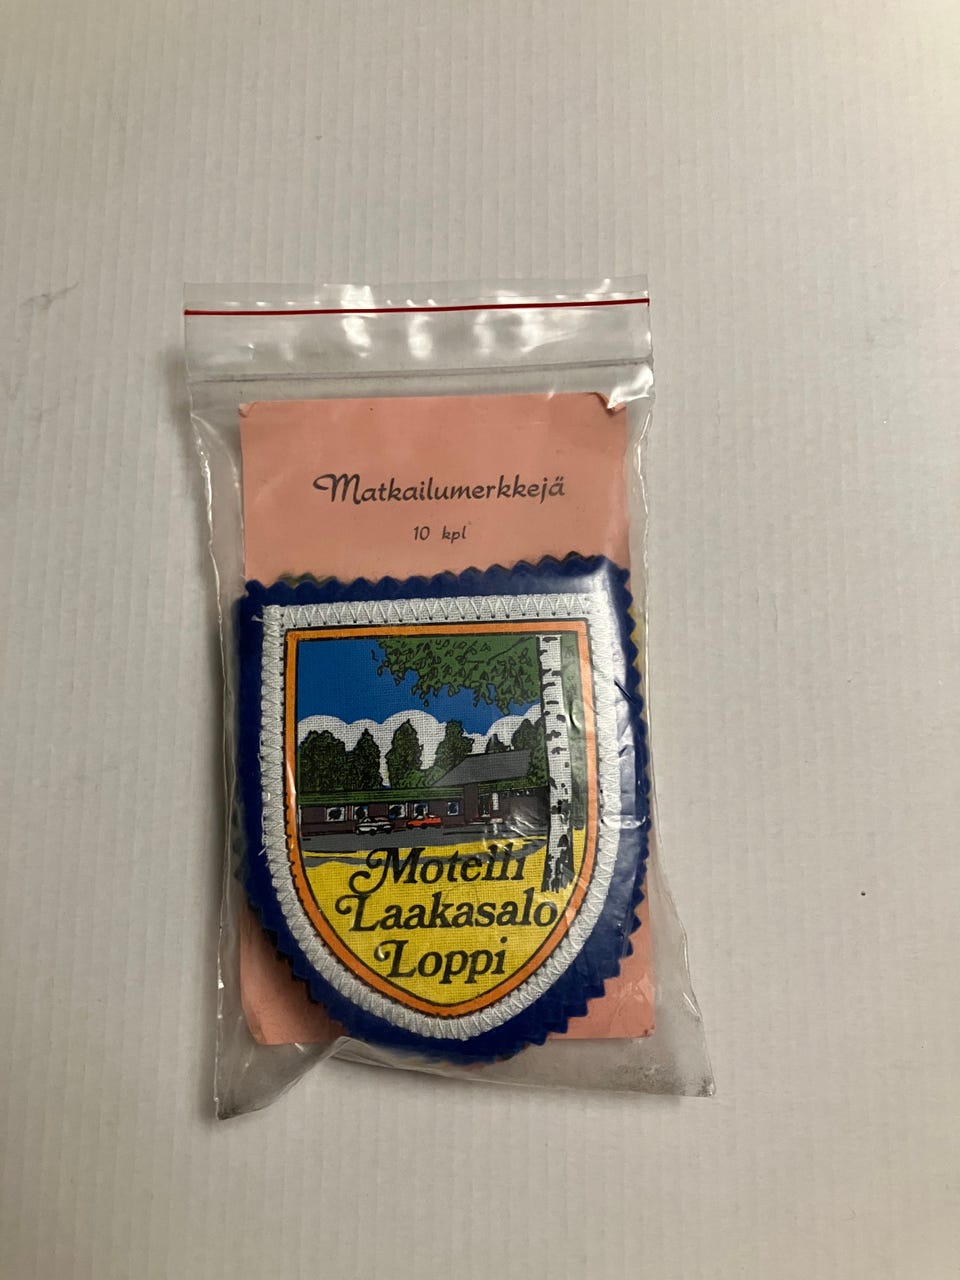 Matkailumerkkejä
10 kpl
Motelli
Laakasalo
Loppi